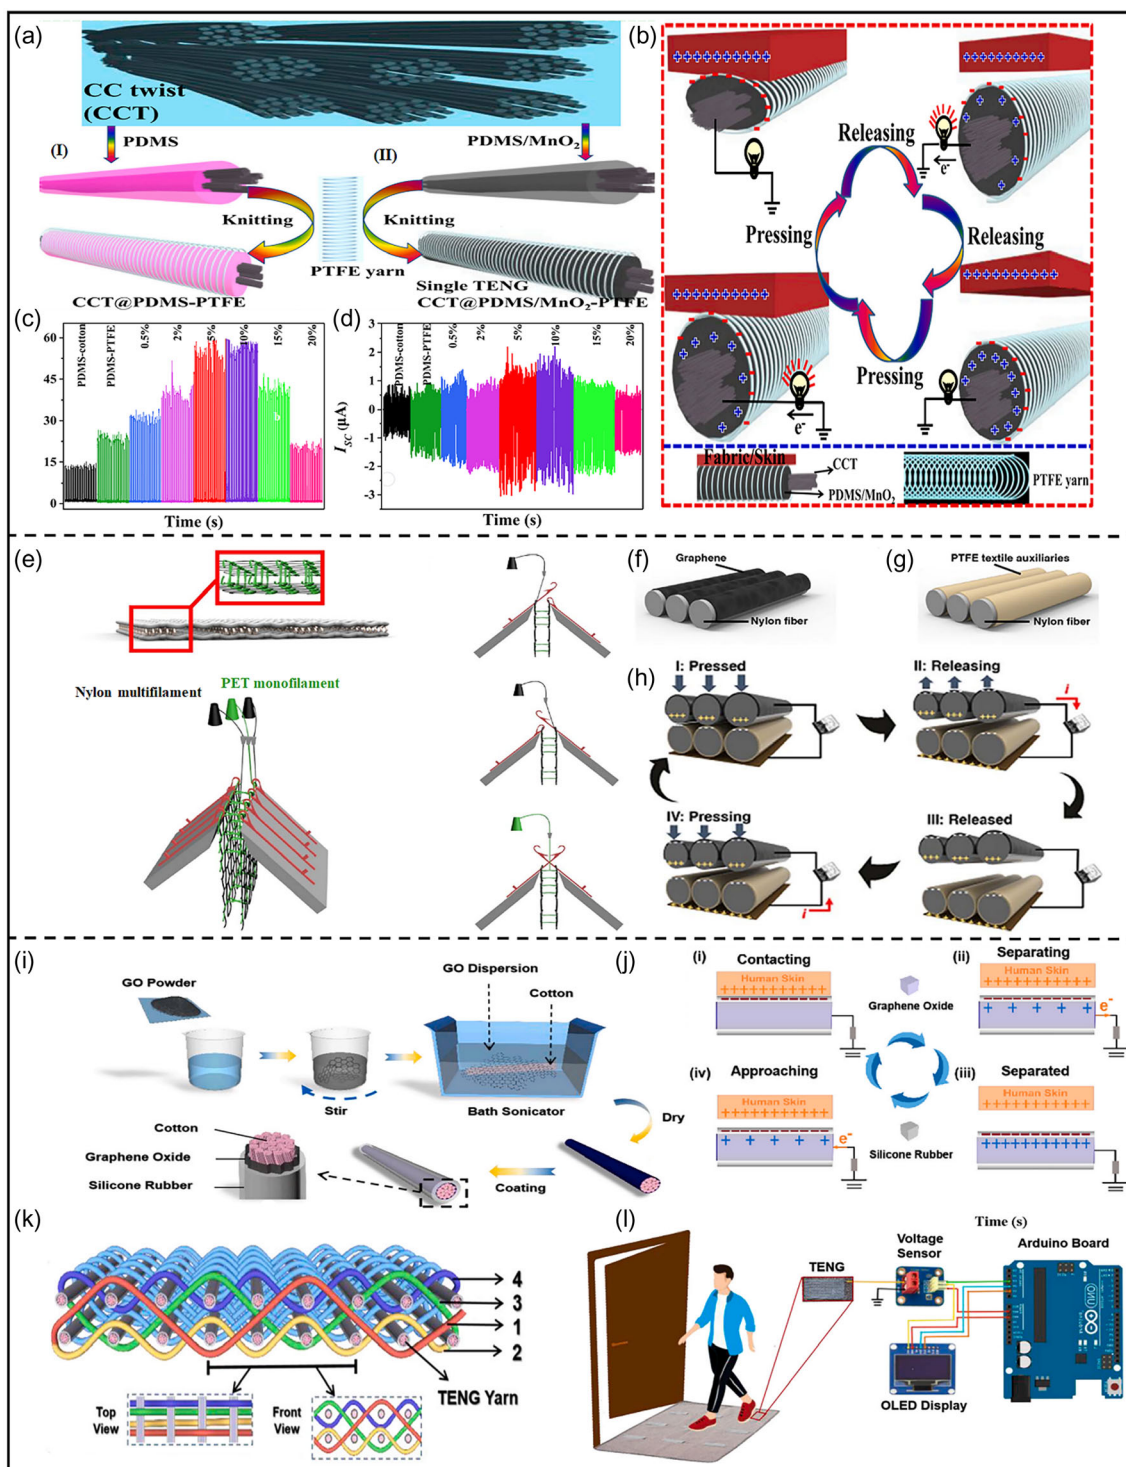 (a)
CC twist
(CCT)
PDMS
PDMS/MnO₂
(I)
(II)
Knitting
Knitting
PTFE yarn
Single TENG
CCT@PDMS-PTFE
CCT@PDMS/MnO₂-PTFE
(b)
++++++++++
++++++++++
Releasing
e⁻
Pressing
Releasing
++++++++++
++++++++++
Pressing
e⁻
Fabric/Skin
CCT
PDMS/MnO₂
PTFE yarn
(c)
60
45
30
15
0
PDMS-cotton
PDMS-PTFE
0.5%
2%
5%
10%
15%
20%
Time (s)
(d)
3
2
1
0
-1
-2
-3
I_SC (µA)
PDMS-cotton
PDMS-PTFE
0.5%
2%
5%
10%
15%
20%
Time (s)
(e)
Nylon multifilament
PET monofilament
(f)
Graphene
Nylon fiber
(g)
PTFE textile auxiliaries
Nylon fiber
(h)
I: Pressed
II: Releasing
i
IV: Pressing
III: Released
i
(i)
GO Powder
GO Dispersion
Cotton
Stir
Bath Sonicator
Dry
Cotton
Graphene Oxide
Silicone Rubber
Coating
(j)
(i)
Contacting
Human Skin
++++++++++
Graphene Oxide
(ii)
Separating
Human Skin
++++++++++
+ + + + +
e⁻
(iv)
Approaching
Human Skin
++++++++++
+ + + + +
e⁻
Silicone Rubber
(iii)
Separated
Human Skin
++++++++++
++++++++++
(k)
4
3
1
2
TENG Yarn
Top
View
Front
View
(l)
Time (s)
TENG
Voltage
Sensor
Arduino Board
OLED Display
UNO
ARDUINO